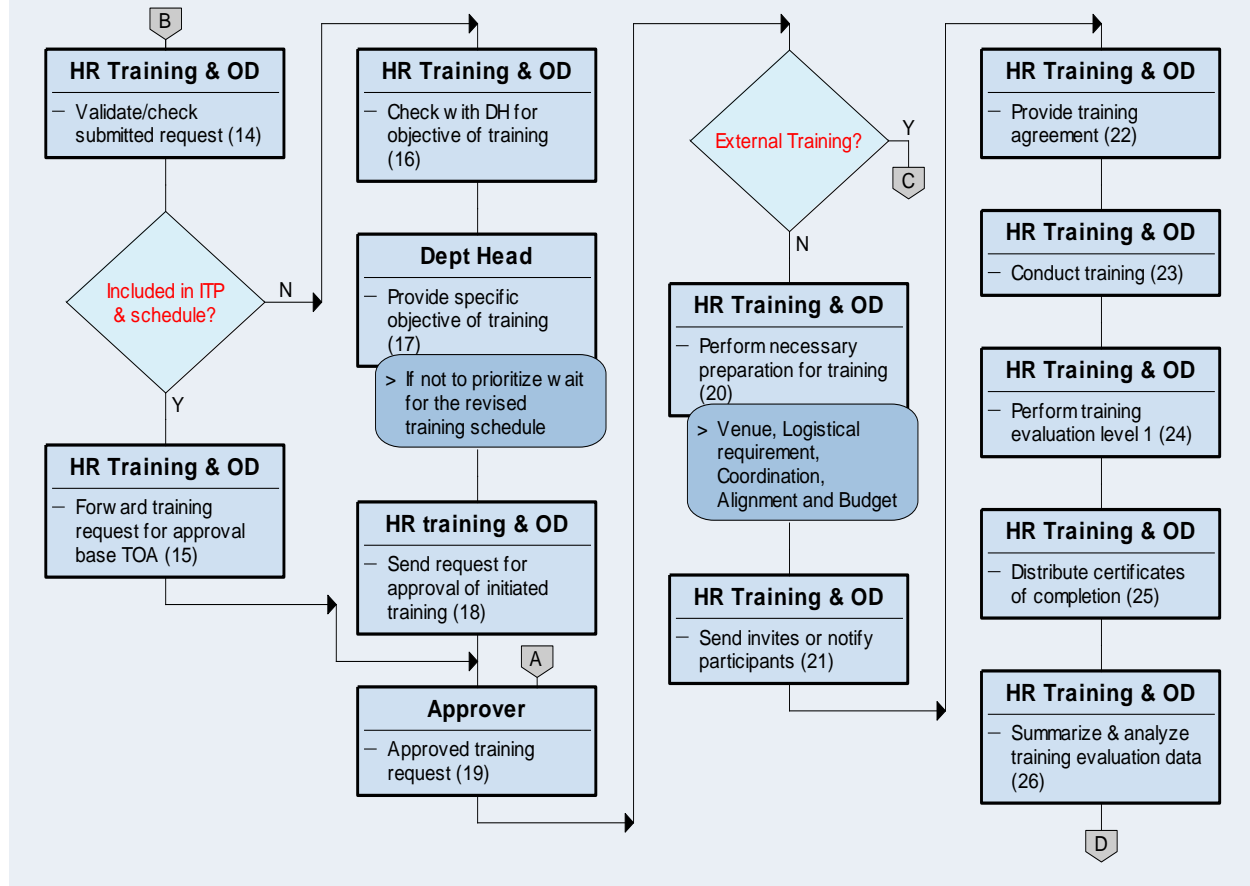 B
HR Training & OD
– Validate/check
submitted request (14)
Included in ITP
& schedule?
N
Y
HR Training & OD
– Forward training
request for approval
base TOA (15)
HR Training & OD
– Check with DH for
objective of training
(16)
Dept Head
– Provide specific
objective of training
(17)
> If not to prioritize wait
for the revised
training schedule
HR training & OD
– Send request for
approval of initiated
training (18)
A
Approver
– Approved training
request (19)
External Training?
Y
C
N
HR Training & OD
– Perform necessary
preparation for training
(20)
> Venue, Logistical
requirement,
Coordination,
Alignment and Budget
HR Training & OD
– Send invites or notify
participants (21)
HR Training & OD
– Provide training
agreement (22)
HR Training & OD
– Conduct training (23)
HR Training & OD
– Perform training
evaluation level 1 (24)
HR Training & OD
– Distribute certificates
of completion (25)
HR Training & OD
– Summarize & analyze
training evaluation data
(26)
D